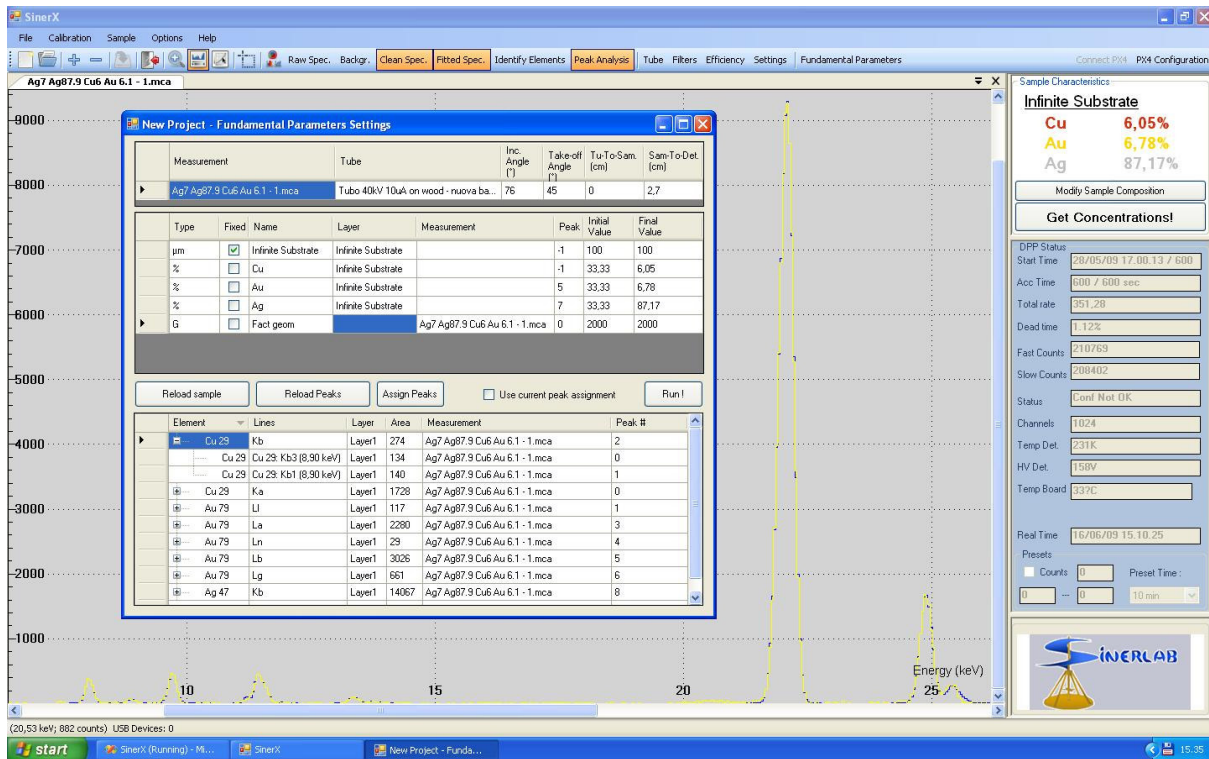 SinerX
File Calibration Sample Options Help
Raw Spec. Backgr. Clean Spec. Fitted Spec. Identify Elements Peak Analysis Tube Filters Efficiency Settings Fundamental Parameters Connect PX4 PX4 Configuration
Ag7 Ag87.9 Cu6 Au 6.1 - 1.mca
9000
8000
7000
6000
5000
4000
3000
2000
1000
10
15
20
25
Energy (keV)
New Project - Fundamental Parameters Settings
Measurement Tube Inc. Angle (°) Take-off Angle (°) Tu-To-Sam. (cm) Sam-To-Det. (cm)
Ag7 Ag87.9 Cu6 Au 6.1 - 1.mca Tubo 40kV 10uA on wood - nuova ba... 76 45 0 2,7
Type Fixed Name Layer Measurement Peak Initial Value Final Value
µm Infinite Substrate Infinite Substrate -1 100 100
% Cu Infinite Substrate -1 33,33 6,05
% Au Infinite Substrate 5 33,33 6,78
% Ag Infinite Substrate 7 33,33 87,17
G Fact geom Ag7 Ag87.9 Cu6 Au 6.1 - 1.mca 0 2000 2000
Reload sample Reload Peaks Assign Peaks Use current peak assignment Run !
Element Lines Layer Area Measurement Peak #
Cu 29 Kb Layer1 274 Ag7 Ag87.9 Cu6 Au 6.1 - 1.mca 2
Cu 29 Cu 29: Kb3 (8,90 keV) Layer1 134 Ag7 Ag87.9 Cu6 Au 6.1 - 1.mca 0
Cu 29 Cu 29: Kb1 (8,90 keV) Layer1 140 Ag7 Ag87.9 Cu6 Au 6.1 - 1.mca 1
Cu 29 Ka Layer1 1728 Ag7 Ag87.9 Cu6 Au 6.1 - 1.mca 0
Au 79 Ll Layer1 117 Ag7 Ag87.9 Cu6 Au 6.1 - 1.mca 1
Au 79 La Layer1 2280 Ag7 Ag87.9 Cu6 Au 6.1 - 1.mca 3
Au 79 Ln Layer1 29 Ag7 Ag87.9 Cu6 Au 6.1 - 1.mca 4
Au 79 Lb Layer1 3026 Ag7 Ag87.9 Cu6 Au 6.1 - 1.mca 5
Au 79 Lg Layer1 661 Ag7 Ag87.9 Cu6 Au 6.1 - 1.mca 6
Ag 47 Kb Layer1 14067 Ag7 Ag87.9 Cu6 Au 6.1 - 1.mca 8
Sample Characteristics
Infinite Substrate
Cu 6,05%
Au 6,78%
Ag 87,17%
Modify Sample Composition
Get Concentrations!
DPP Status
Start Time 28/05/09 17.00.13 / 600
Acc Time 600 / 600 sec
Total rate 351,28
Dead time 1.12%
Fast Counts 210769
Slow Counts 208402
Status Conf Not OK
Channels 1024
Temp Det. 231K
HV Det. 158V
Temp Board 33?C
Real Time 16/06/09 15.10.25
Presets
Counts 0 Preset Time :
0 -- 0 10 min
SINERLAB
(20,53 keV; 882 counts) USB Devices: 0
start SinerX (Running) - Mi... SinerX New Project - Funda... 15.35